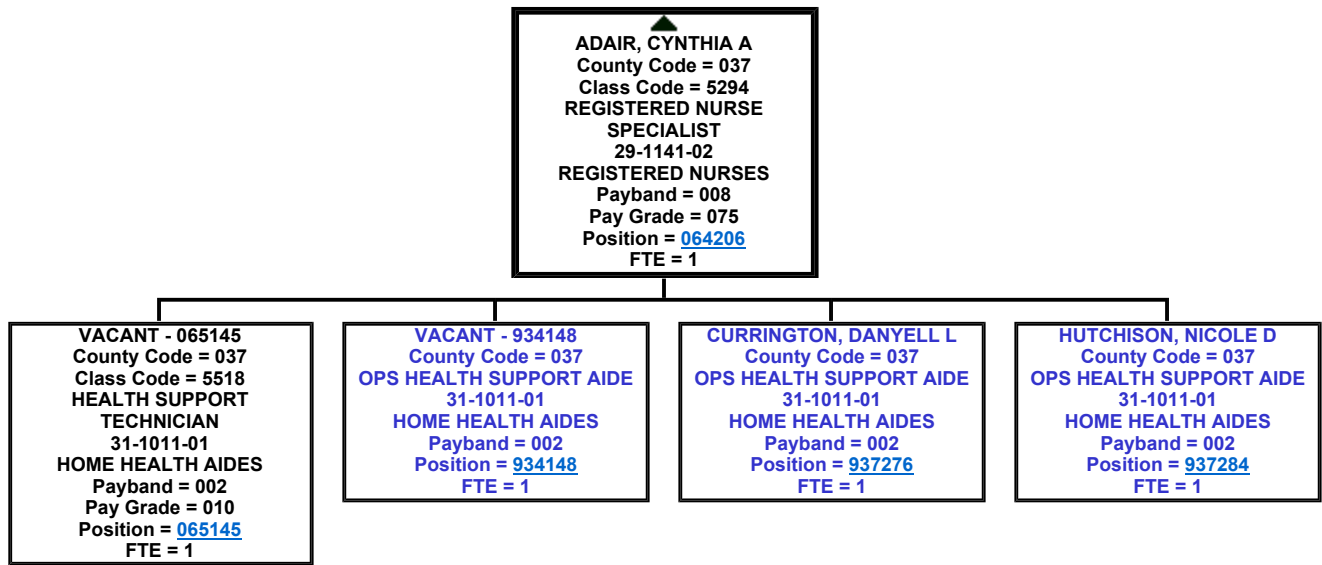 ADAIR, CYNTHIA A
County Code = 037
Class Code = 5294
REGISTERED NURSE
SPECIALIST
29-1141-02
REGISTERED NURSES
Payband = 008
Pay Grade = 075
Position = 064206
FTE = 1
VACANT - 065145
County Code = 037
Class Code = 5518
HEALTH SUPPORT
TECHNICIAN
31-1011-01
HOME HEALTH AIDES
Payband = 002
Pay Grade = 010
Position = 065145
FTE = 1
VACANT - 934148
County Code = 037
OPS HEALTH SUPPORT AIDE
31-1011-01
HOME HEALTH AIDES
Payband = 002
Position = 934148
FTE = 1
CURRINGTON, DANYELL L
County Code = 037
OPS HEALTH SUPPORT AIDE
31-1011-01
HOME HEALTH AIDES
Payband = 002
Position = 937276
FTE = 1
HUTCHISON, NICOLE D
County Code = 037
OPS HEALTH SUPPORT AIDE
31-1011-01
HOME HEALTH AIDES
Payband = 002
Position = 937284
FTE = 1